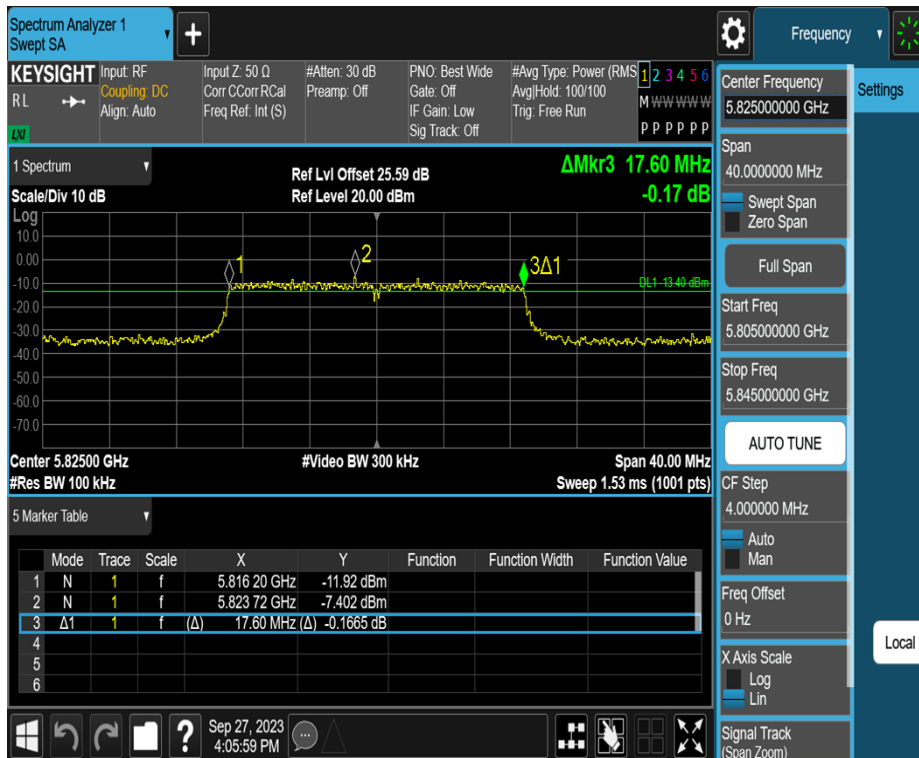 Spectrum Analyzer 1
Swept SA
+
Frequency
KEYSIGHT
R L
LXI
Input: RF
Coupling: DC
Align: Auto
Input Z: 50 Ω
Corr CCorr RCal
Freq Ref: Int (S)
#Atten: 30 dB
Preamp: Off
PNO: Best Wide
Gate: Off
IF Gain: Low
Sig Track: Off
#Avg Type: Power (RMS
Avg|Hold: 100/100
Trig: Free Run
1 2 3 4 5 6
M W W W W W
P P P P P P
1 Spectrum
Scale/Div 10 dB
Ref Lvl Offset 25.59 dB
Ref Level 20.00 dBm
ΔMkr3 17.60 MHz
-0.17 dB
Log
10.0
0.00
-10.0
-20.0
-30.0
-40.0
-50.0
-60.0
-70.0
1
2
3Δ1
DL1 -13.40 dBm
Center 5.82500 GHz
#Res BW 100 kHz
#Video BW 300 kHz
Span 40.00 MHz
Sweep 1.53 ms (1001 pts)
5 Marker Table
Mode Trace Scale X Y Function Function Width Function Value
1 N 1 f 5.816 20 GHz -11.92 dBm
2 N 1 f 5.823 72 GHz -7.402 dBm
3 Δ1 1 f (Δ) 17.60 MHz (Δ) -0.1665 dB
4
5
6
?
Sep 27, 2023
4:05:59 PM
Center Frequency
5.825000000 GHz
Settings
Span
40.0000000 MHz
Swept Span
Zero Span
Full Span
Start Freq
5.805000000 GHz
Stop Freq
5.845000000 GHz
AUTO TUNE
CF Step
4.000000 MHz
Auto
Man
Freq Offset
0 Hz
Local
X Axis Scale
Log
Lin
Signal Track
(Span Zoom)